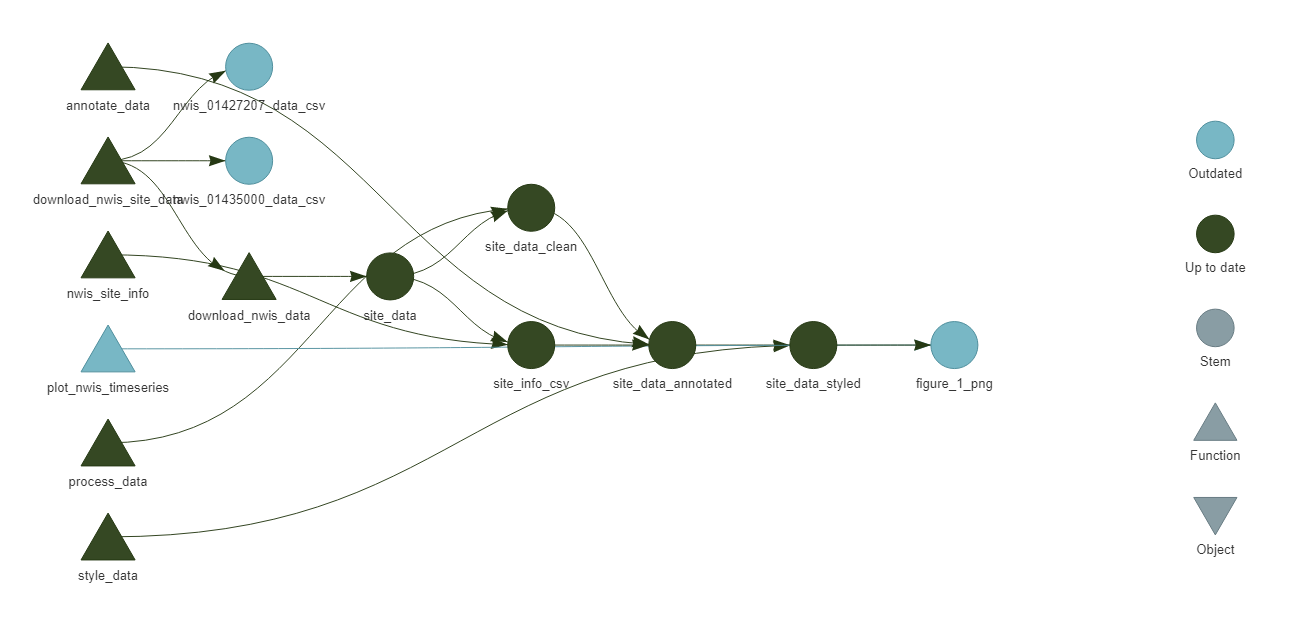 annotate_data
nwis_01427207_data_csv
download_nwis_site_data
nwis_01435000_data_csv
nwis_site_info
download_nwis_data
site_data
site_data_clean
plot_nwis_timeseries
site_info_csv
site_data_annotated
site_data_styled
figure_1_png
process_data
style_data
Outdated
Up to date
Stem
Function
Object